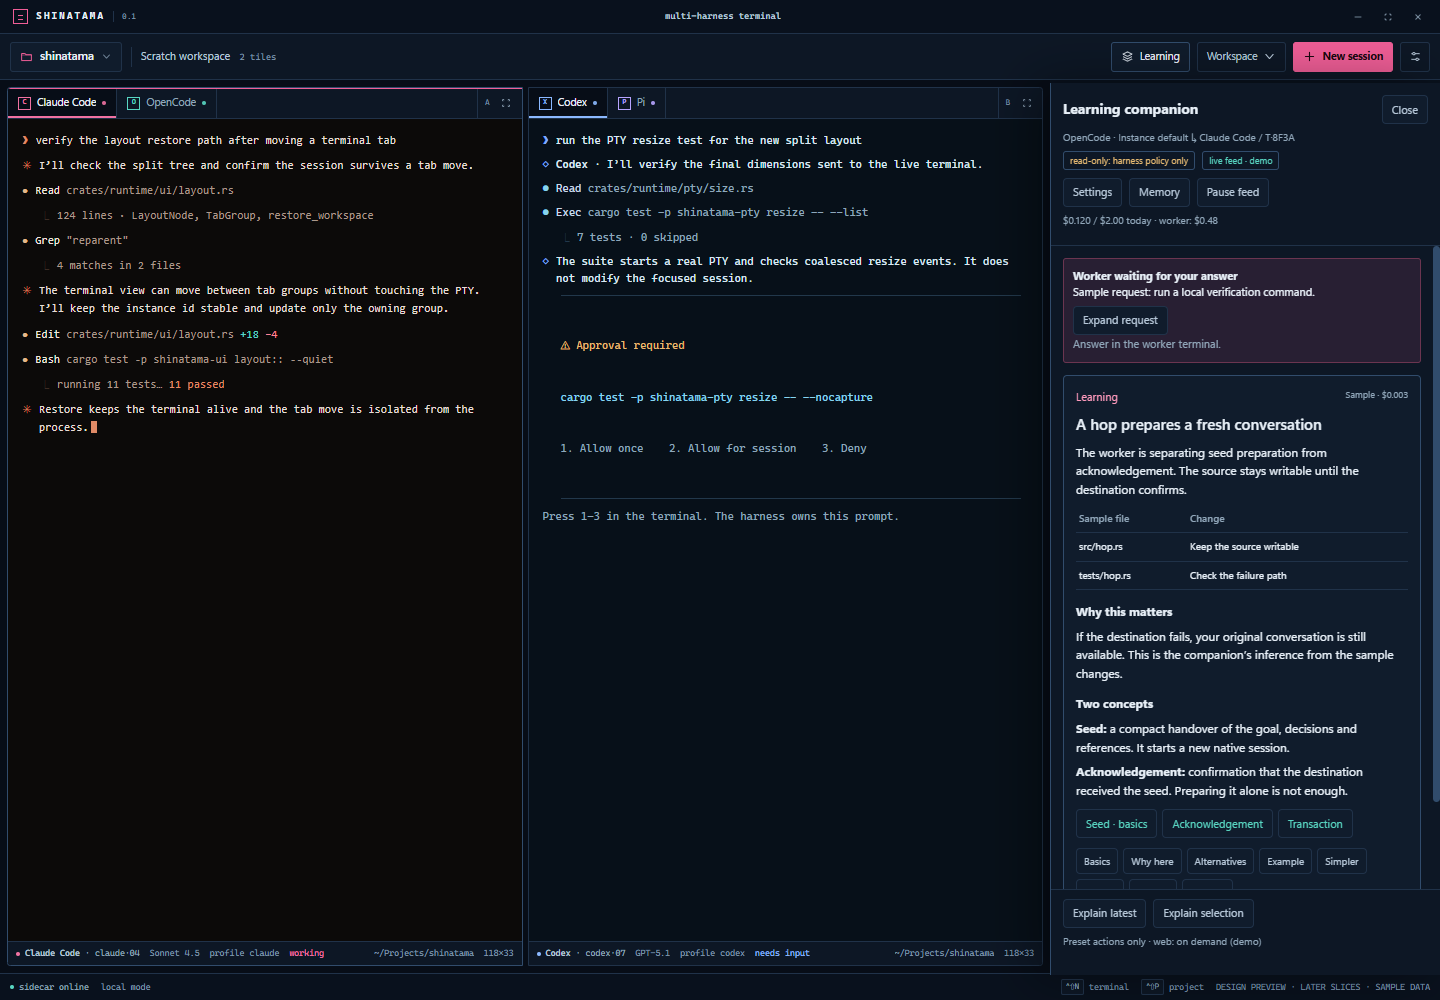 SHINATAMA 0.1
multi-harness terminal
shinatama
Scratch workspace 2 tiles
Learning
Workspace
New session
C Claude Code
O OpenCode
A
verify the layout restore path after moving a terminal tab
I'll check the split tree and confirm the session survives a tab move.
Read crates/runtime/ui/layout.rs
124 lines · LayoutNode, TabGroup, restore_workspace
Grep "reparent"
4 matches in 2 files
The terminal view can move between tab groups without touching the PTY.
I'll keep the instance id stable and update only the owning group.
Edit crates/runtime/ui/layout.rs +18 −4
Bash cargo test -p shinatama-ui layout:: --quiet
running 11 tests… 11 passed
Restore keeps the terminal alive and the tab move is isolated from the
process.
Claude Code · claude-04 Sonnet 4.5 profile claude working ~/Projects/shinatama 118×33
X Codex
P Pi
B
run the PTY resize test for the new split layout
Codex · I'll verify the final dimensions sent to the live terminal.
Read crates/runtime/pty/size.rs
Exec cargo test -p shinatama-pty resize -- --list
7 tests · 0 skipped
The suite starts a real PTY and checks coalesced resize events. It does
not modify the focused session.
⚠ Approval required
cargo test -p shinatama-pty resize -- --nocapture
1. Allow once 2. Allow for session 3. Deny
Press 1-3 in the terminal. The harness owns this prompt.
Codex · codex-07 GPT-5.1 profile codex needs input ~/Projects/shinatama 118×33
Learning companion
Close
OpenCode · Instance default ↳ Claude Code / T-8F3A
read-only: harness policy only
live feed · demo
Settings
Memory
Pause feed
$0.120 / $2.00 today · worker: $0.48
Worker waiting for your answer
Sample request: run a local verification command.
Expand request
Answer in the worker terminal.
Learning
Sample · $0.003
A hop prepares a fresh conversation
The worker is separating seed preparation from
acknowledgement. The source stays writable until the
destination confirms.
Sample file Change
src/hop.rs Keep the source writable
tests/hop.rs Check the failure path
Why this matters
If the destination fails, your original conversation is still
available. This is the companion's inference from the sample
changes.
Two concepts
Seed: a compact handover of the goal, decisions and
references. It starts a new native session.
Acknowledgement: confirmation that the destination
received the seed. Preparing it alone is not enough.
Seed · basics
Acknowledgement
Transaction
Basics
Why here
Alternatives
Example
Simpler
Explain latest
Explain selection
Preset actions only · web: on demand (demo)
sidecar online local mode
terminal
project
DESIGN PREVIEW · LATER SLICES · SAMPLE DATA